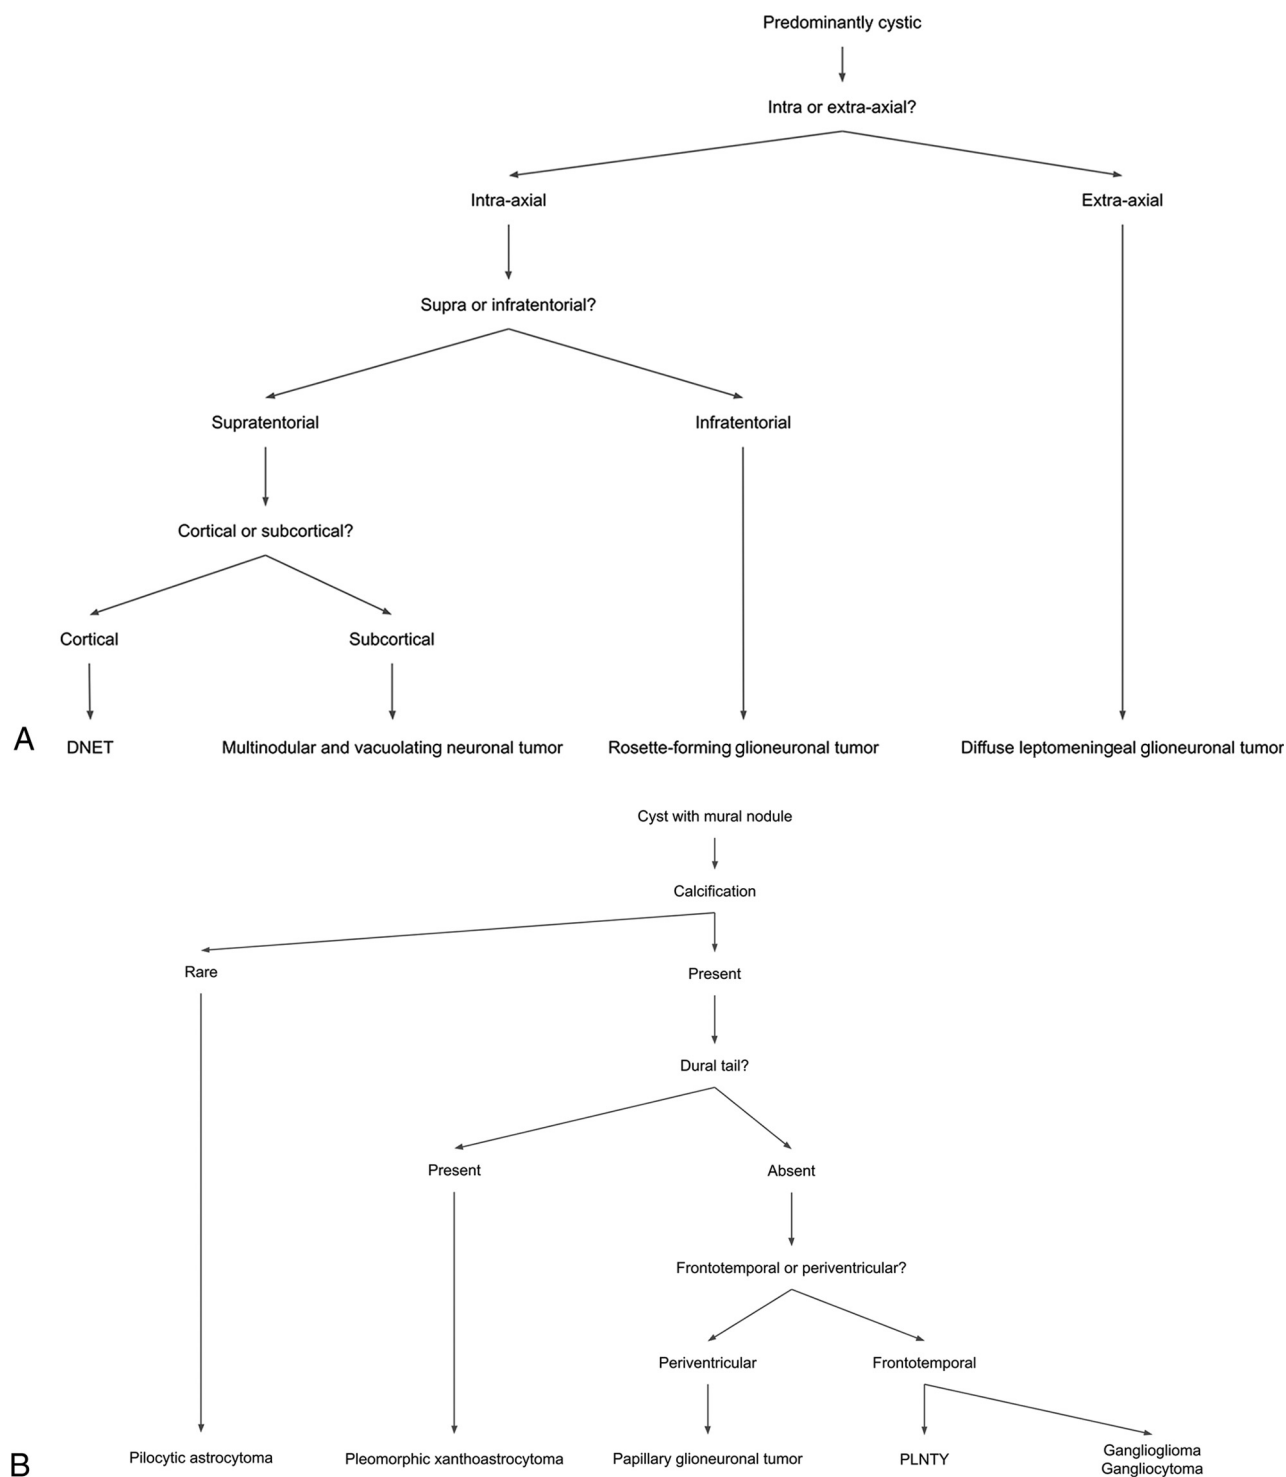 Predominantly cystic
Intra or extra-axial?
Intra-axial
Extra-axial
Supra or infratentorial?
Supratentorial
Infratentorial
Cortical or subcortical?
Cortical
Subcortical
A
DNET
Multinodular and vacuolating neuronal tumor
Rosette-forming glioneuronal tumor
Diffuse leptomeningeal glioneuronal tumor
Cyst with mural nodule
Calcification
Rare
Present
Dural tail?
Present
Absent
Frontotemporal or periventricular?
Periventricular
Frontotemporal
B
Pilocytic astrocytoma
Pleomorphic xanthoastrocytoma
Papillary glioneuronal tumor
PLNTY
Ganglioglioma
Gangliocytoma